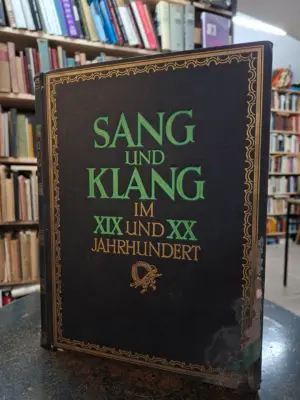 SANG
UND
KLANG
IM
XIX UND XX
JAHRHUNDERT